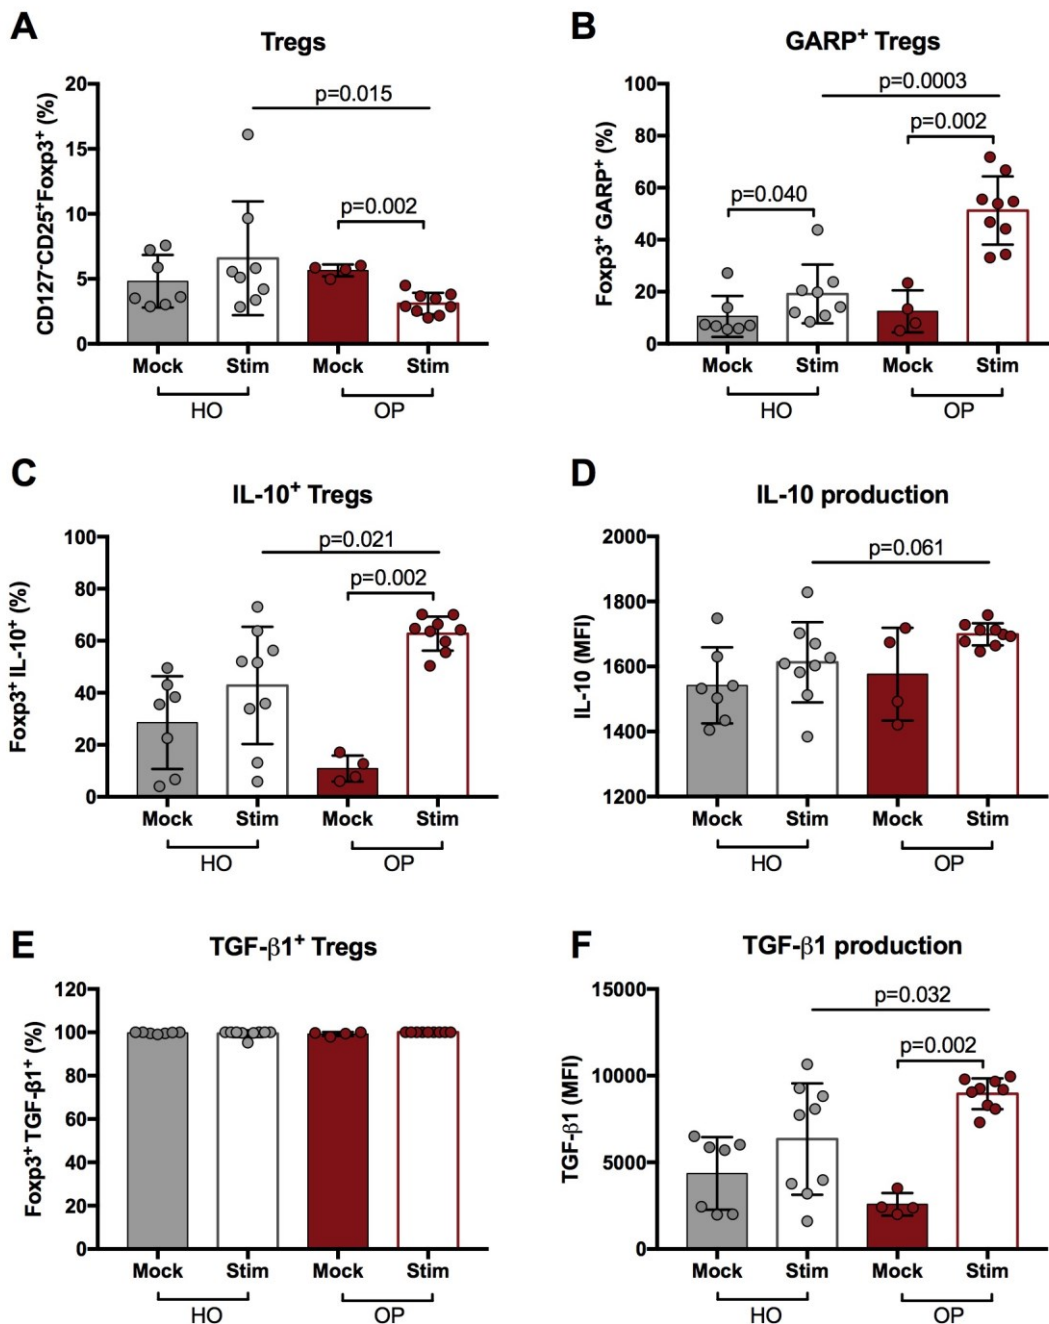 A
Tregs
CD127⁻CD25⁺Foxp3⁺ (%)
20
15
10
5
0
p=0.015
p=0.002
Mock Stim Mock Stim
HO OP
B
GARP⁺ Tregs
Foxp3⁺ GARP⁺ (%)
100
80
60
40
20
0
p=0.0003
p=0.002
p=0.040
Mock Stim Mock Stim
HO OP
C
IL-10⁺ Tregs
Foxp3⁺ IL-10⁺ (%)
100
80
60
40
20
0
p=0.021
p=0.002
Mock Stim Mock Stim
HO OP
D
IL-10 production
IL-10 (MFI)
2000
1800
1600
1400
1200
p=0.061
Mock Stim Mock Stim
HO OP
E
TGF-β1⁺ Tregs
Foxp3⁺ TGF-β1⁺ (%)
120
100
80
60
40
20
0
Mock Stim Mock Stim
HO OP
F
TGF-β1 production
TGF-β1 (MFI)
15000
10000
5000
0
p=0.032
p=0.002
Mock Stim Mock Stim
HO OP